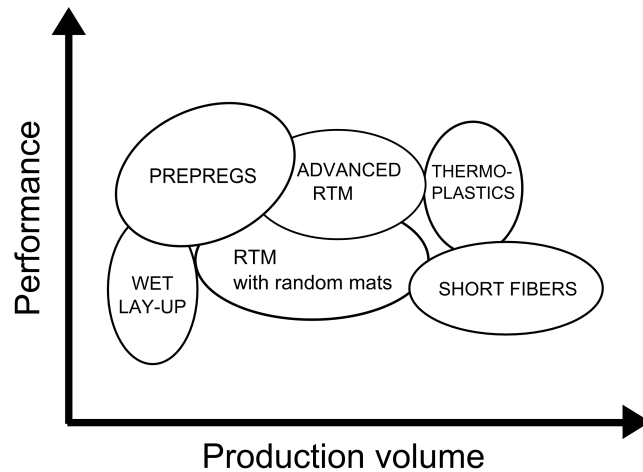 Performance
PREPREGS
ADVANCED
RTM
THERMO-
PLASTICS
RTM
with random mats
WET
LAY-UP
SHORT FIBERS
Production volume